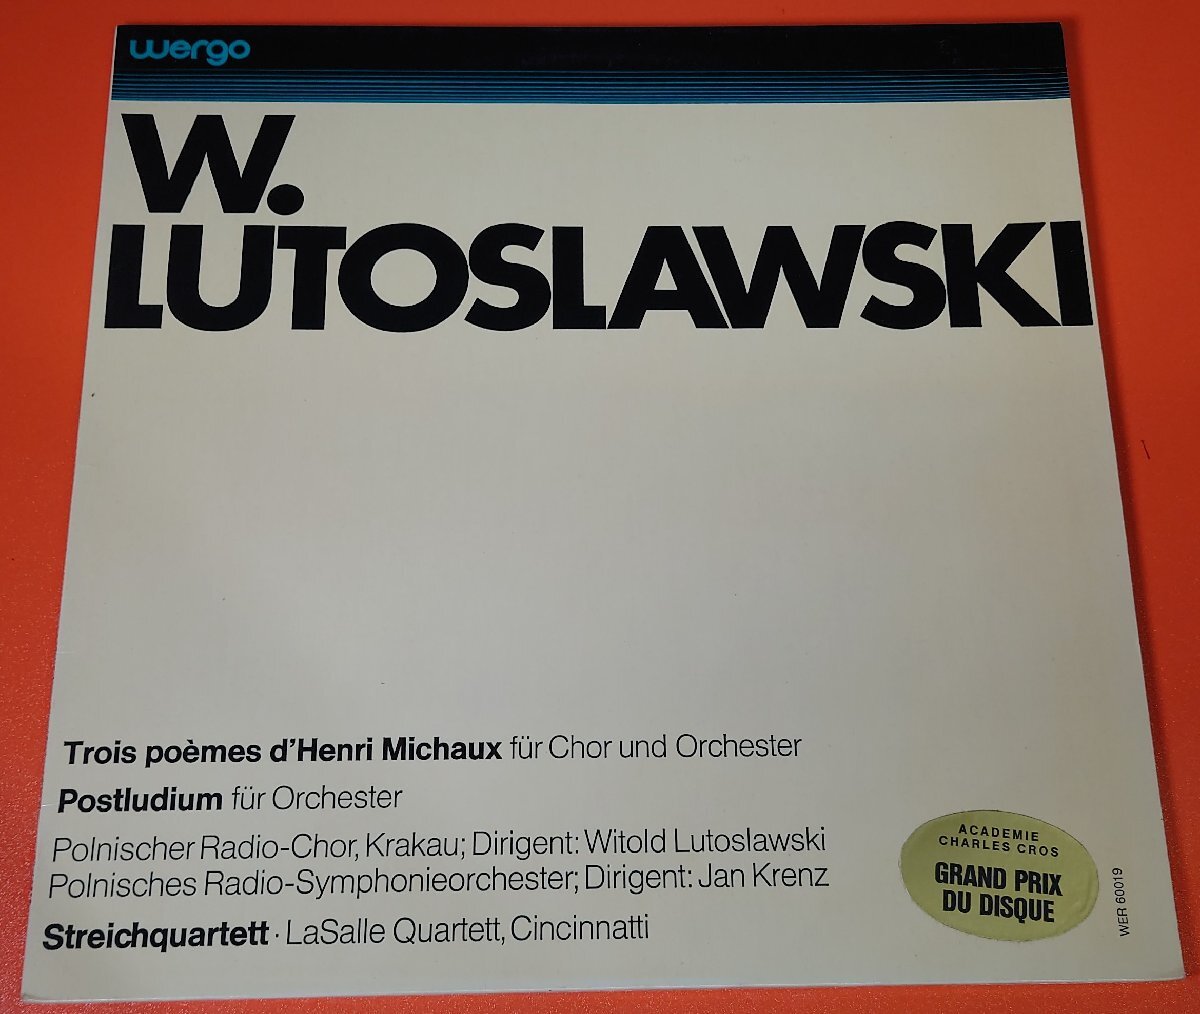 wergo
W.
LUTOSLAWSKI
Trois poèmes d'Henri Michaux für Chor und Orchester
Postludium für Orchester
Polnischer Radio-Chor, Krakau; Dirigent: Witold Lutoslawski
Polnisches Radio-Symphonieorchester; Dirigent: Jan Krenz
Streichquartett · LaSalle Quartett, Cincinnatti
ACADEMIE
CHARLES CROS
GRAND PRIX
DU DISQUE
WER 60019